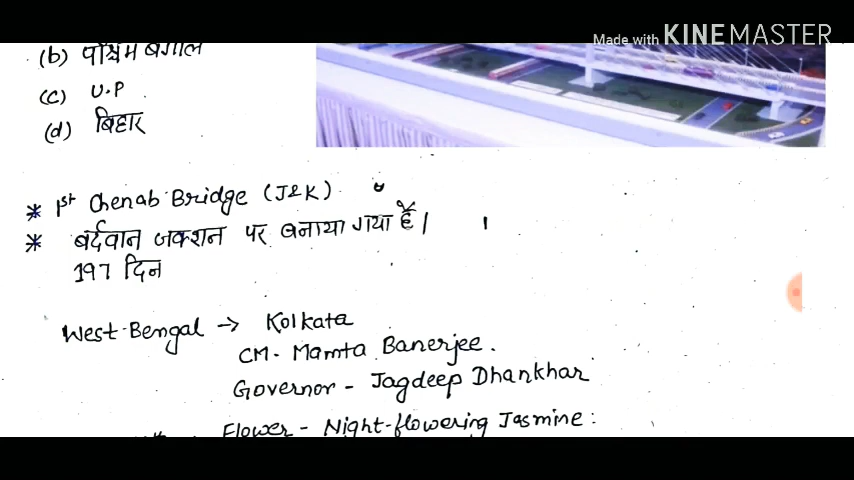 Made with KINEMASTER
(b) पश्चिम बंगाल
(c) U.P
(d) बिहार
* 1st Chenab Bridge (J&K)
* बर्दवान जक्शन पर बनाया गया है|
197 दिन
West-Bengal → Kolkata
CM- Mamta Banerjee.
Governor - Jagdeep Dhankhar
Flower - Night-flowering Jasmine: